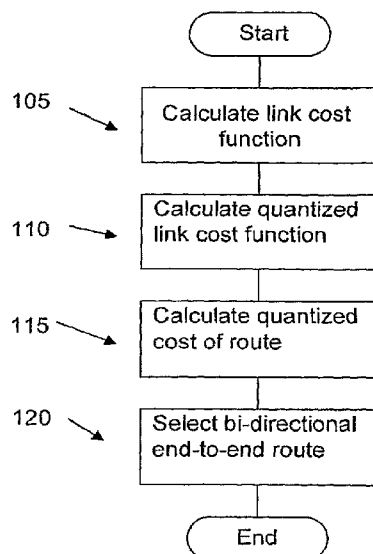 Start
105
Calculate link cost
function
110
Calculate quantized
link cost function
115
Calculate quantized
cost of route
120
Select bi-directional
end-to-end route
End